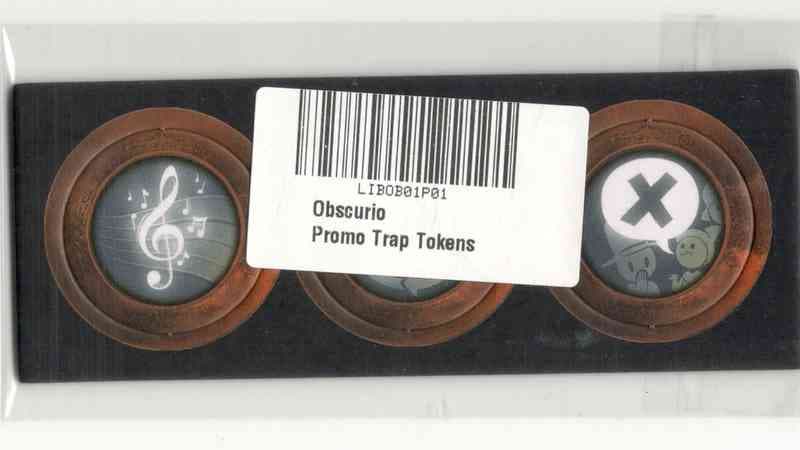 LIBOB01P01
Obscurio
Promo Trap Tokens